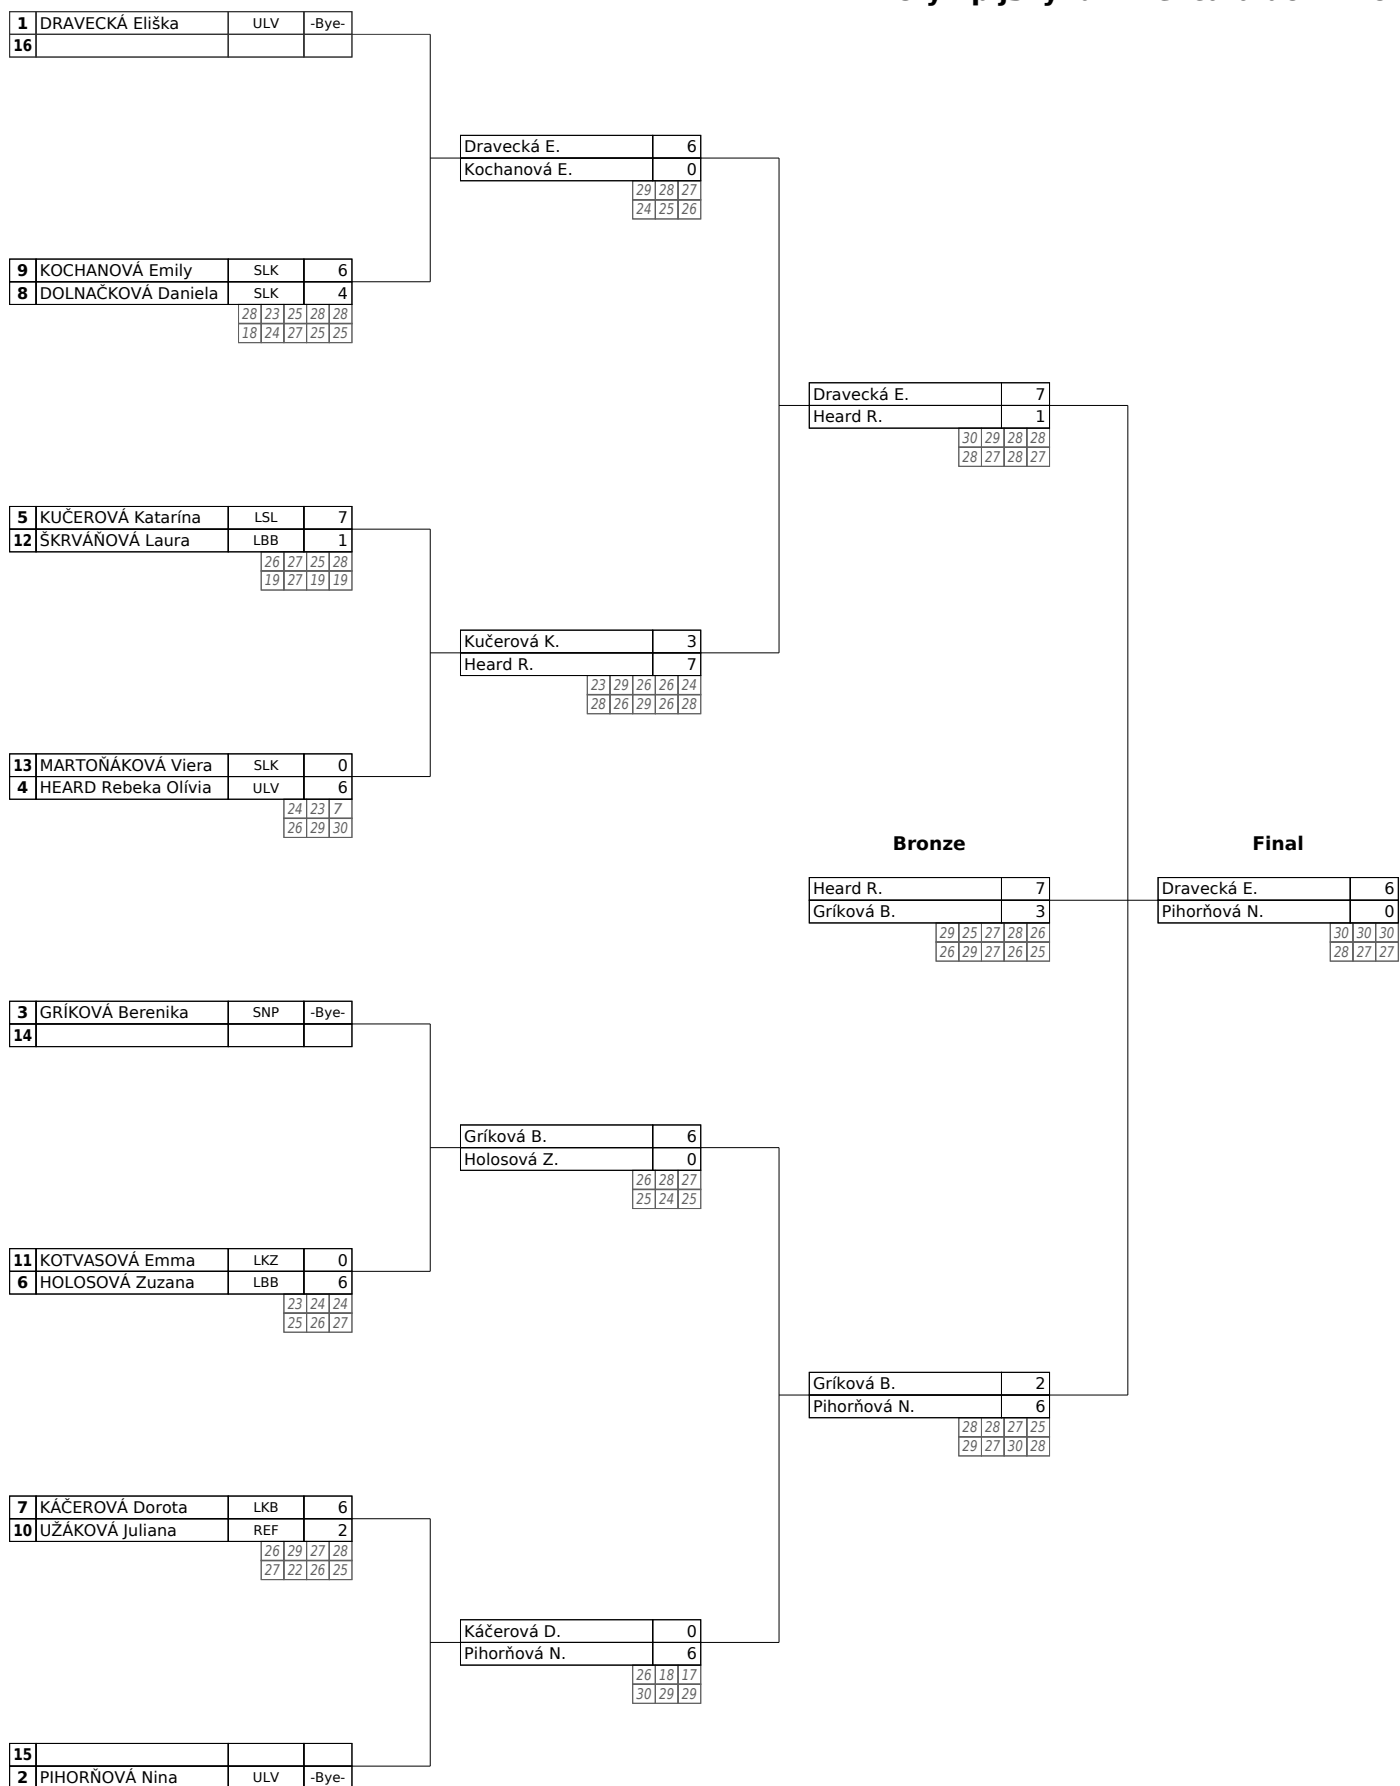 1 DRAVECKÁ Eliška ULV -Bye-
16
Dravecká E. 6
Kochanová E. 0
29 28 27
24 25 26
9 KOCHANOVÁ Emily SLK 6
8 DOLNAČKOVÁ Daniela SLK 4
28 23 25 28 28
18 24 27 25 25
Dravecká E. 7
Heard R. 1
30 29 28 28
28 27 28 27
5 KUČEROVÁ Katarína LSL 7
12 ŠKRVÁŇOVÁ Laura LBB 1
26 27 25 28
19 27 19 19
Kučerová K. 3
Heard R. 7
23 29 26 26 24
28 26 29 26 28
13 MARTOŇÁKOVÁ Viera SLK 0
4 HEARD Rebeka Olívia ULV 6
24 23 7
26 29 30
Bronze
Final
Heard R. 7
Gríková B. 3
29 25 27 28 26
26 29 27 26 25
Dravecká E. 6
Pihorňová N. 0
30 30 30
28 27 27
3 GRÍKOVÁ Berenika SNP -Bye-
14
Gríková B. 6
Holosová Z. 0
26 28 27
25 24 25
11 KOTVASOVÁ Emma LKZ 0
6 HOLOSOVÁ Zuzana LBB 6
23 24 24
25 26 27
Gríková B. 2
Pihorňová N. 6
28 28 27 25
29 27 30 28
7 KÁČEROVÁ Dorota LKB 6
10 UŽÁKOVÁ Juliana REF 2
26 29 27 28
27 22 26 25
Káčerová D. 0
Pihorňová N. 6
26 18 17
30 29 29
15
2 PIHORŇOVÁ Nina ULV -Bye-